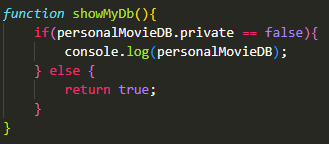 function showMyDb(){
    if(personalMovieDB.private == false){
        console.log(personalMovieDB);
    } else {
        return true;
    }
}